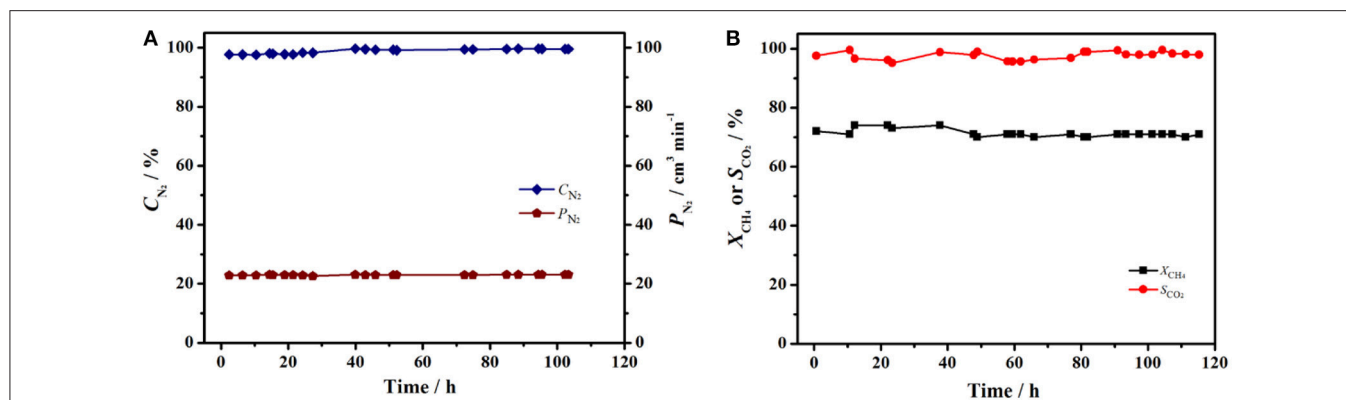 A
100
80
60
40
20
0
C_N₂ / %
100
80
60
40
20
0
P_N₂ / cm³ min⁻¹
C_N₂
P_N₂
0 20 40 60 80 100 120
Time / h
B
100
80
60
40
20
0
X_CH₄ or S_CO₂ / %
X_CH₄
S_CO₂
0 20 40 60 80 100 120
Time / h